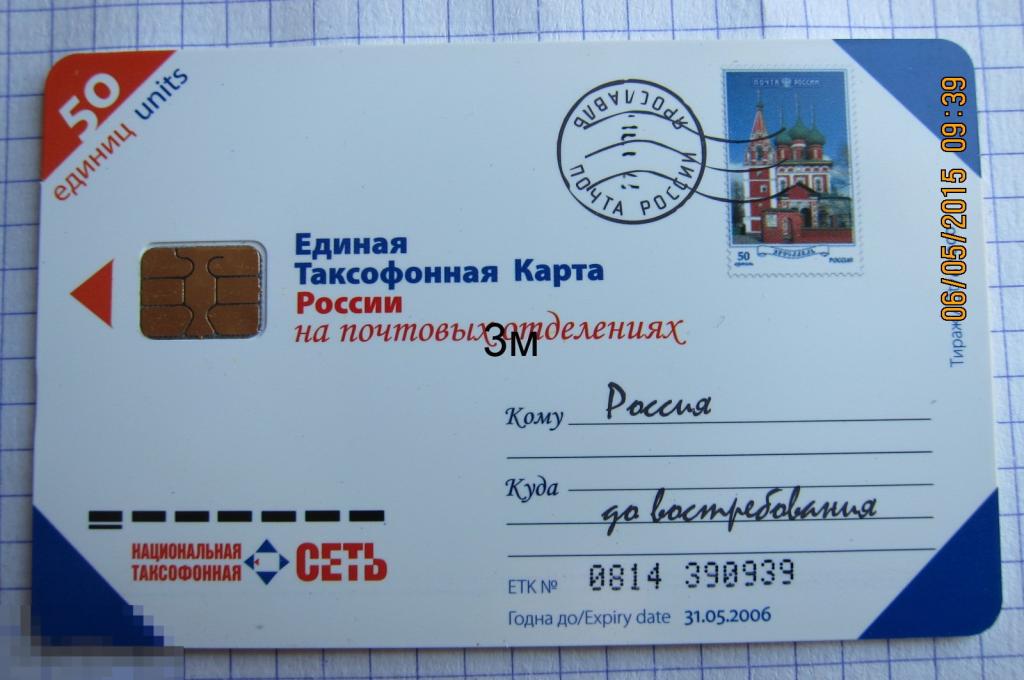 50
единиц units
ЯРОСЛАВЛЬ
ПОЧТА РОССИИ
ПОЧТА РОССИИ
50
РОССИЯ
06/05/2015 09:39
Тираж
Единая
Таксофонная Карта
России
на почтовых отделениях
3м
Кому Россия
Куда
до востребования
НАЦИОНАЛЬНАЯ
ТАКСОФОННАЯ
СЕТЬ
ЕТК № 0814 390939
Годна до/Expiry date 31.05.2006